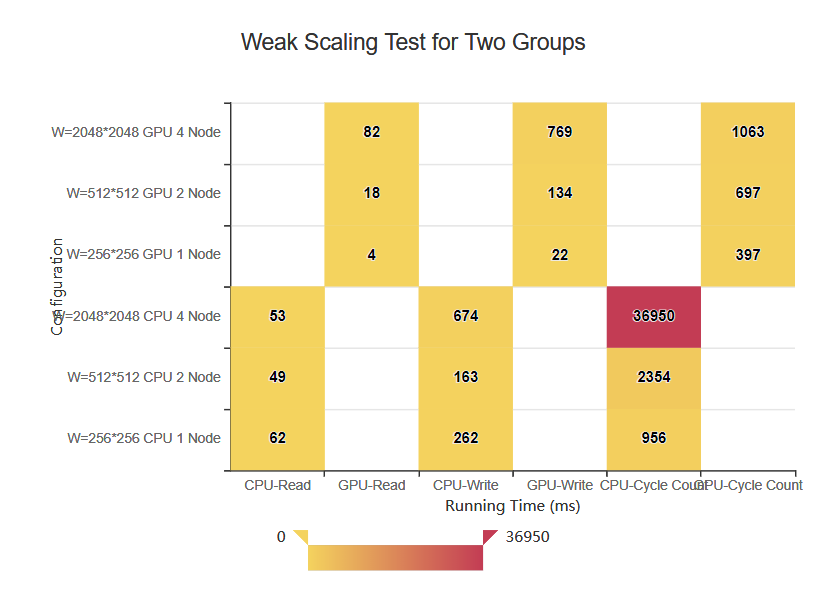 Weak Scaling Test for Two Groups
W=2048*2048 GPU 4 Node 82 769 1063
W=512*512 GPU 2 Node 18 134 697
W=256*256 GPU 1 Node 4 22 397
Configuration
W=2048*2048 CPU 4 Node 53 674 36950
W=512*512 CPU 2 Node 49 163 2354
W=256*256 CPU 1 Node 62 262 956
CPU-Read GPU-Read CPU-Write GPU-Write CPU-Cycle Count GPU-Cycle Count
Running Time (ms)
0 36950